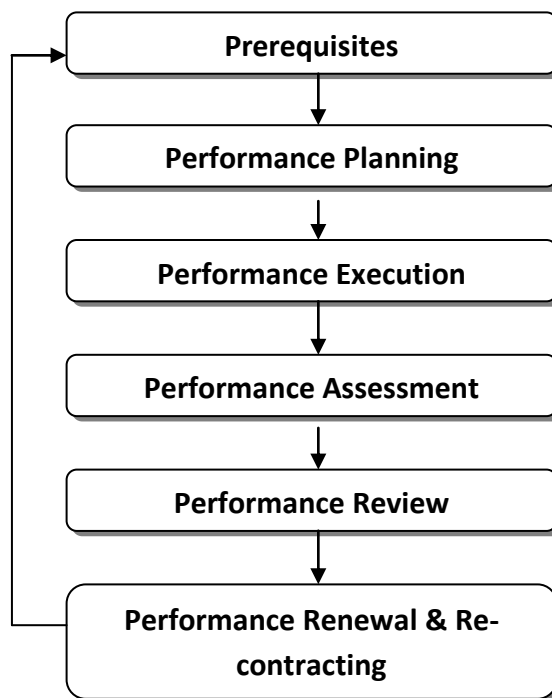 Prerequisites
Performance Planning
Performance Execution
Performance Assessment
Performance Review
Performance Renewal & Re-
contracting